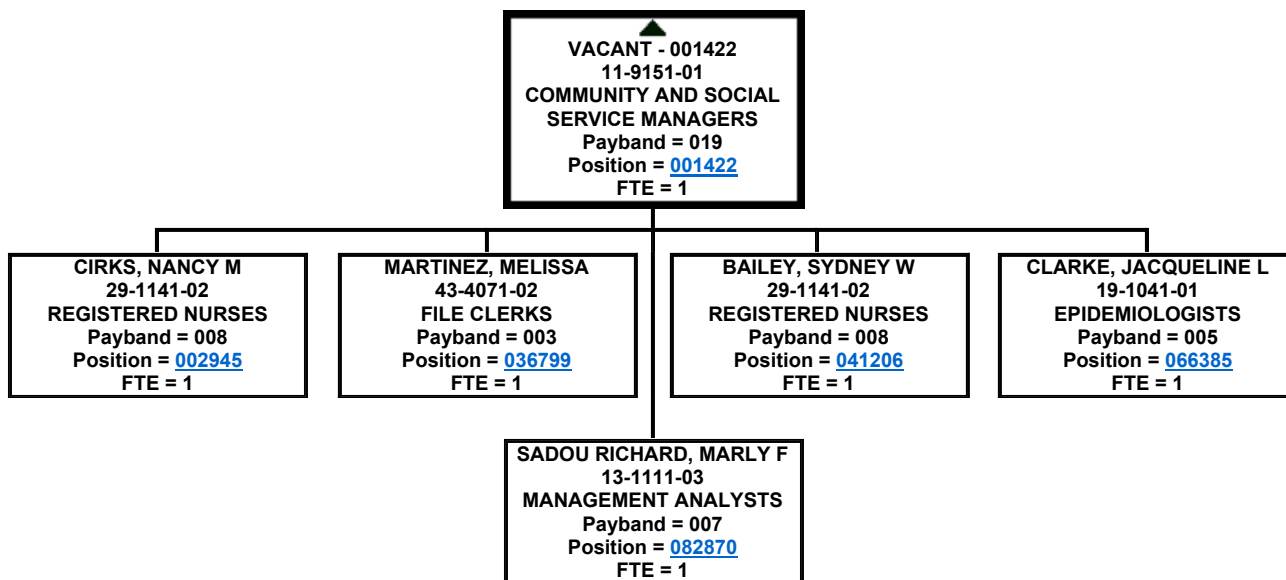 VACANT - 001422
11-9151-01
COMMUNITY AND SOCIAL
SERVICE MANAGERS
Payband = 019
Position = 001422
FTE = 1
CIRKS, NANCY M
29-1141-02
REGISTERED NURSES
Payband = 008
Position = 002945
FTE = 1
MARTINEZ, MELISSA
43-4071-02
FILE CLERKS
Payband = 003
Position = 036799
FTE = 1
BAILEY, SYDNEY W
29-1141-02
REGISTERED NURSES
Payband = 008
Position = 041206
FTE = 1
CLARKE, JACQUELINE L
19-1041-01
EPIDEMIOLOGISTS
Payband = 005
Position = 066385
FTE = 1
SADOU RICHARD, MARLY F
13-1111-03
MANAGEMENT ANALYSTS
Payband = 007
Position = 082870
FTE = 1